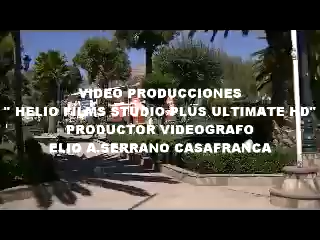 VIDEO PRODUCCIONES
" HELIO FILMS STUDIO PLUS ULTIMATE HD"
PRODUCTOR VIDEOGRAFO
ELIO A.SERRANO CASAFRANCA